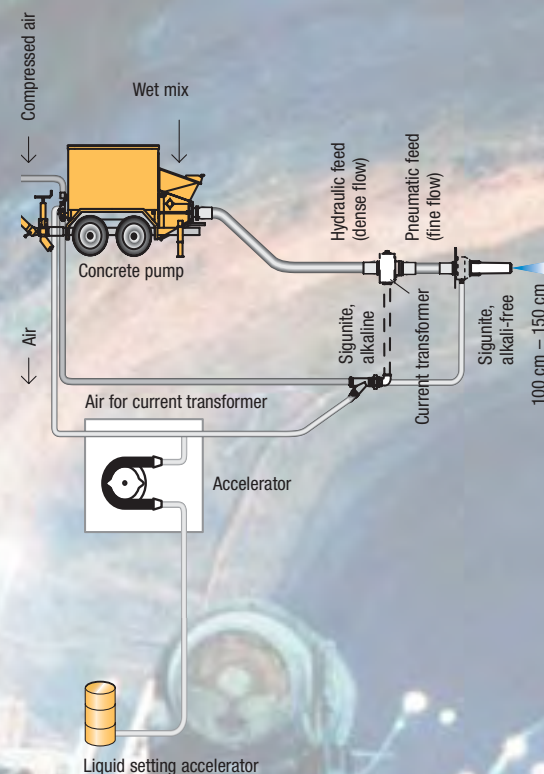 Compressed air
Wet mix
Hydraulic feed
(dense flow)
Pneumatic feed
(fine flow)
Concrete pump
Air
Sigunite,
alkaline
Current transformer
Sigunite,
alkali-free
100 cm – 150 cm
Air for current transformer
Accelerator
Liquid setting accelerator